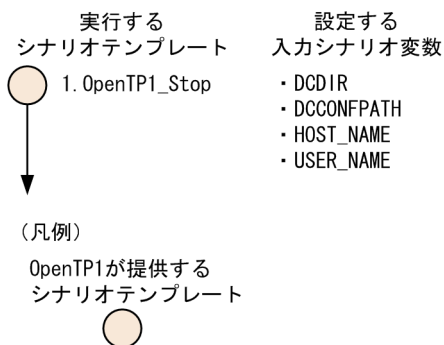 実行する
シナリオテンプレート
設定する
入力シナリオ変数
1.OpenTP1_Stop
・DCDIR
・DCCONFPATH
・HOST_NAME
・USER_NAME
(凡例)
OpenTP1が提供する
シナリオテンプレート